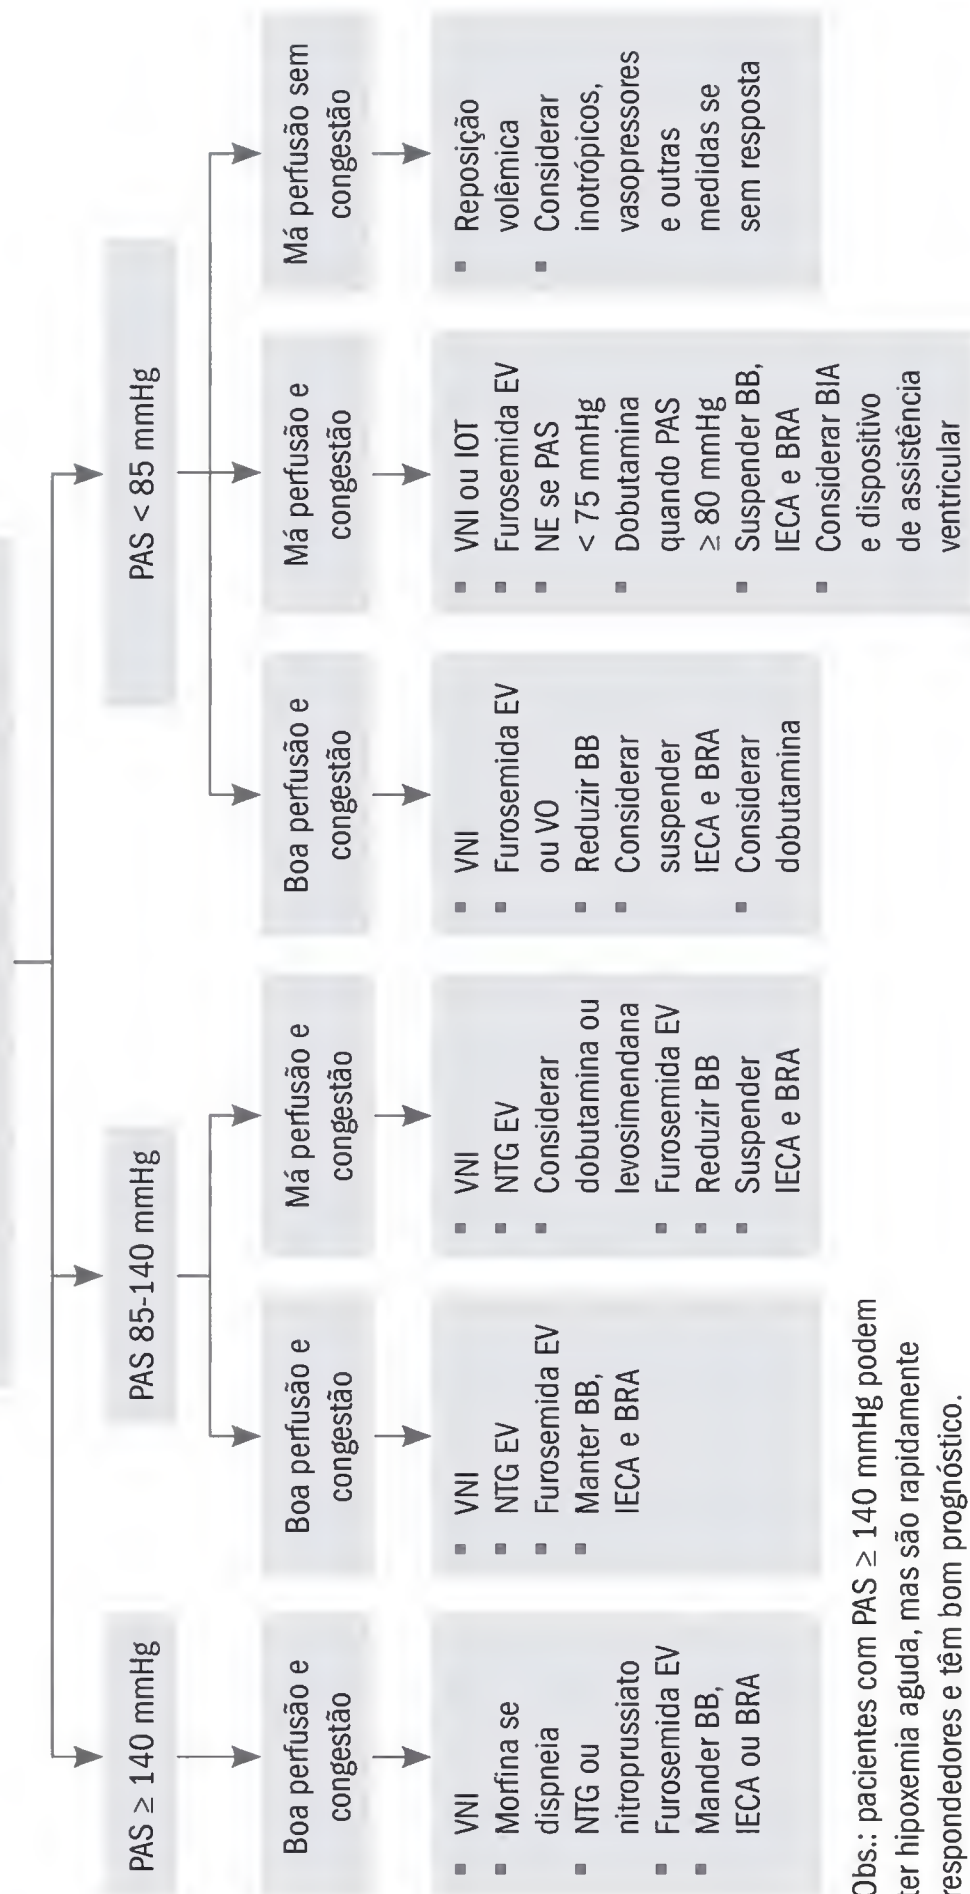 PAS ≥ 140 mmHg
Boa perfusão e
congestão
▪ VNI
▪ Morfina se
dispneia
▪ NTG ou
nitroprussiato
▪ Furosemida EV
▪ Mander BB,
IECA ou BRA
PAS 85-140 mmHg
Boa perfusão e
congestão
▪ VNI
▪ NTG EV
▪ Furosemida EV
▪ Manter BB,
IECA e BRA
Má perfusão e
congestão
▪ VNI
▪ NTG EV
▪ Considerar
dobutamina ou
levosimendana
▪ Furosemida EV
▪ Reduzir BB
▪ Suspender
IECA e BRA
PAS < 85 mmHg
Boa perfusão e
congestão
▪ VNI
▪ Furosemida EV
ou VO
▪ Reduzir BB
▪ Considerar
suspender
IECA e BRA
▪ Considerar
dobutamina
Má perfusão e
congestão
▪ VNI ou IOT
▪ Furosemida EV
▪ NE se PAS
< 75 mmHg
▪ Dobutamina
quando PAS
≥ 80 mmHg
▪ Suspender BB,
IECA e BRA
▪ Considerar BIA
e dispositivo
de assistência
ventricular
Má perfusão sem
congestão
▪ Reposição
volêmica
▪ Considerar
inotrópicos,
vasopressores
e outras
medidas se
sem resposta
Obs.: pacientes com PAS ≥ 140 mmHg podem
ter hipoxemia aguda, mas são rapidamente
respondedores e têm bom prognóstico.